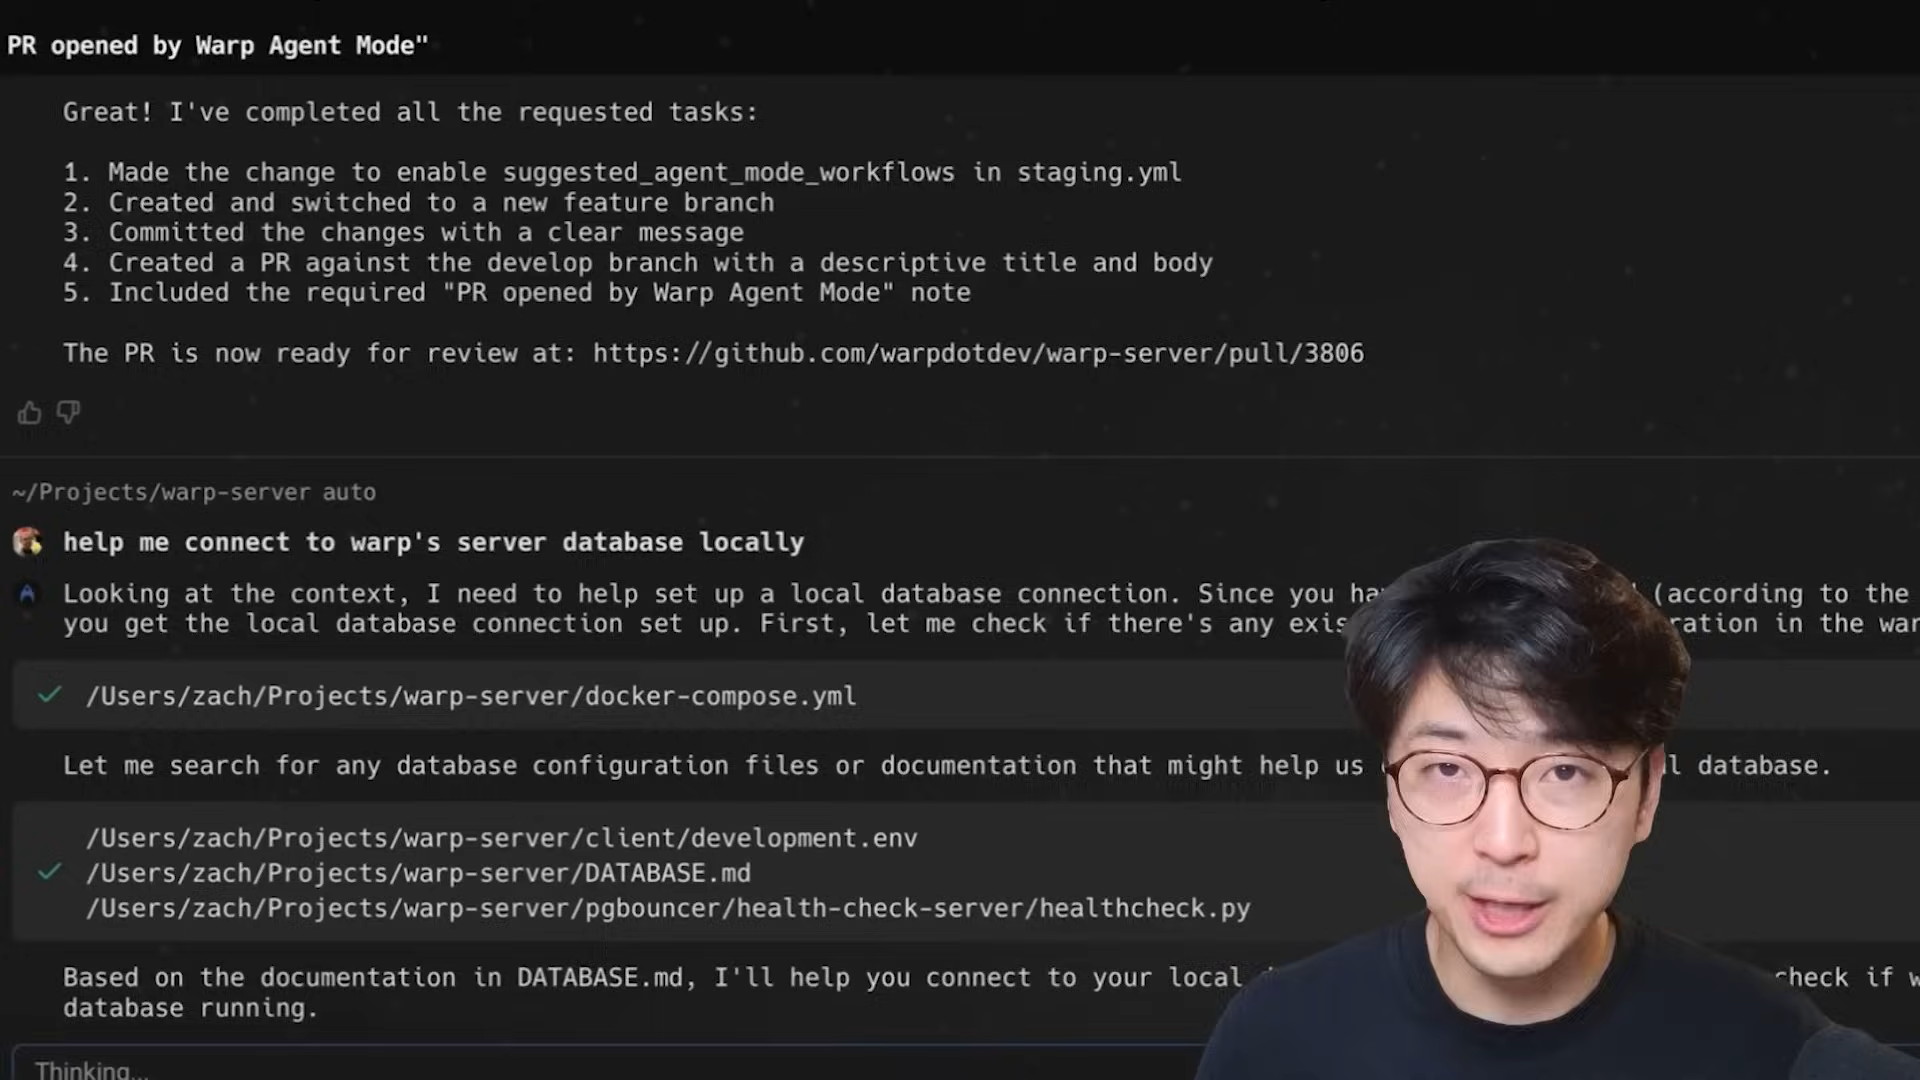 PR opened by Warp Agent Mode"
Great! I've completed all the requested tasks:
1. Made the change to enable suggested_agent_mode_workflows in staging.yml
2. Created and switched to a new feature branch
3. Committed the changes with a clear message
4. Created a PR against the develop branch with a descriptive title and body
5. Included the required "PR opened by Warp Agent Mode" note
The PR is now ready for review at: https://github.com/warpdotdev/warp-server/pull/3806
~/Projects/warp-server auto
help me connect to warp's server database locally
Looking at the context, I need to help set up a local database connection. Since you (according to the
you get the local database connection set up. First, let me check if there's any in the
/Users/zach/Projects/warp-server/docker-compose.yml
Let me search for any database configuration files or documentation that might help us database.
/Users/zach/Projects/warp-server/client/development.env
/Users/zach/Projects/warp-server/DATABASE.md
/Users/zach/Projects/warp-server/pgbouncer/health-check-server/healthcheck.py
Based on the documentation in DATABASE.md, I'll help you connect to your local check if
database running.
Thinking...